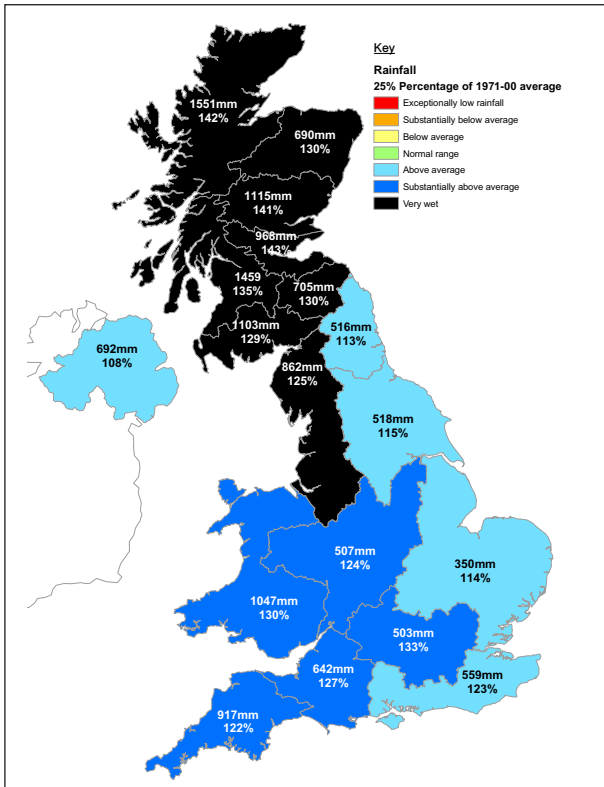 Key
Rainfall
25% Percentage of 1971-00 average
Exceptionally low rainfall
Substantially below average
Below average
Normal range
Above average
Substantially above average
Very wet
1551mm
142%
690mm
130%
1115mm
141%
968mm
143%
1459
135%
705mm
130%
1103mm
129%
516mm
113%
692mm
108%
862mm
125%
518mm
115%
507mm
124%
350mm
114%
1047mm
130%
503mm
133%
642mm
127%
559mm
123%
917mm
122%